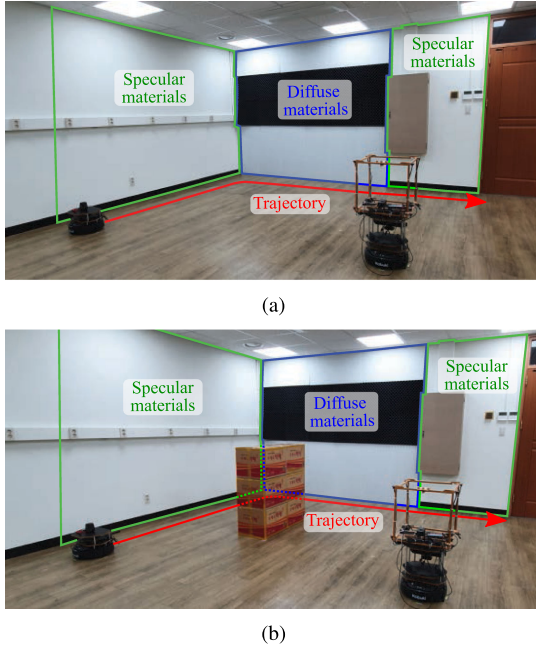 Specular
materials
Diffuse
materials
Specular
materials
Trajectory
(a)
Specular
materials
Diffuse
materials
Specular
materials
Trajectory
(b)